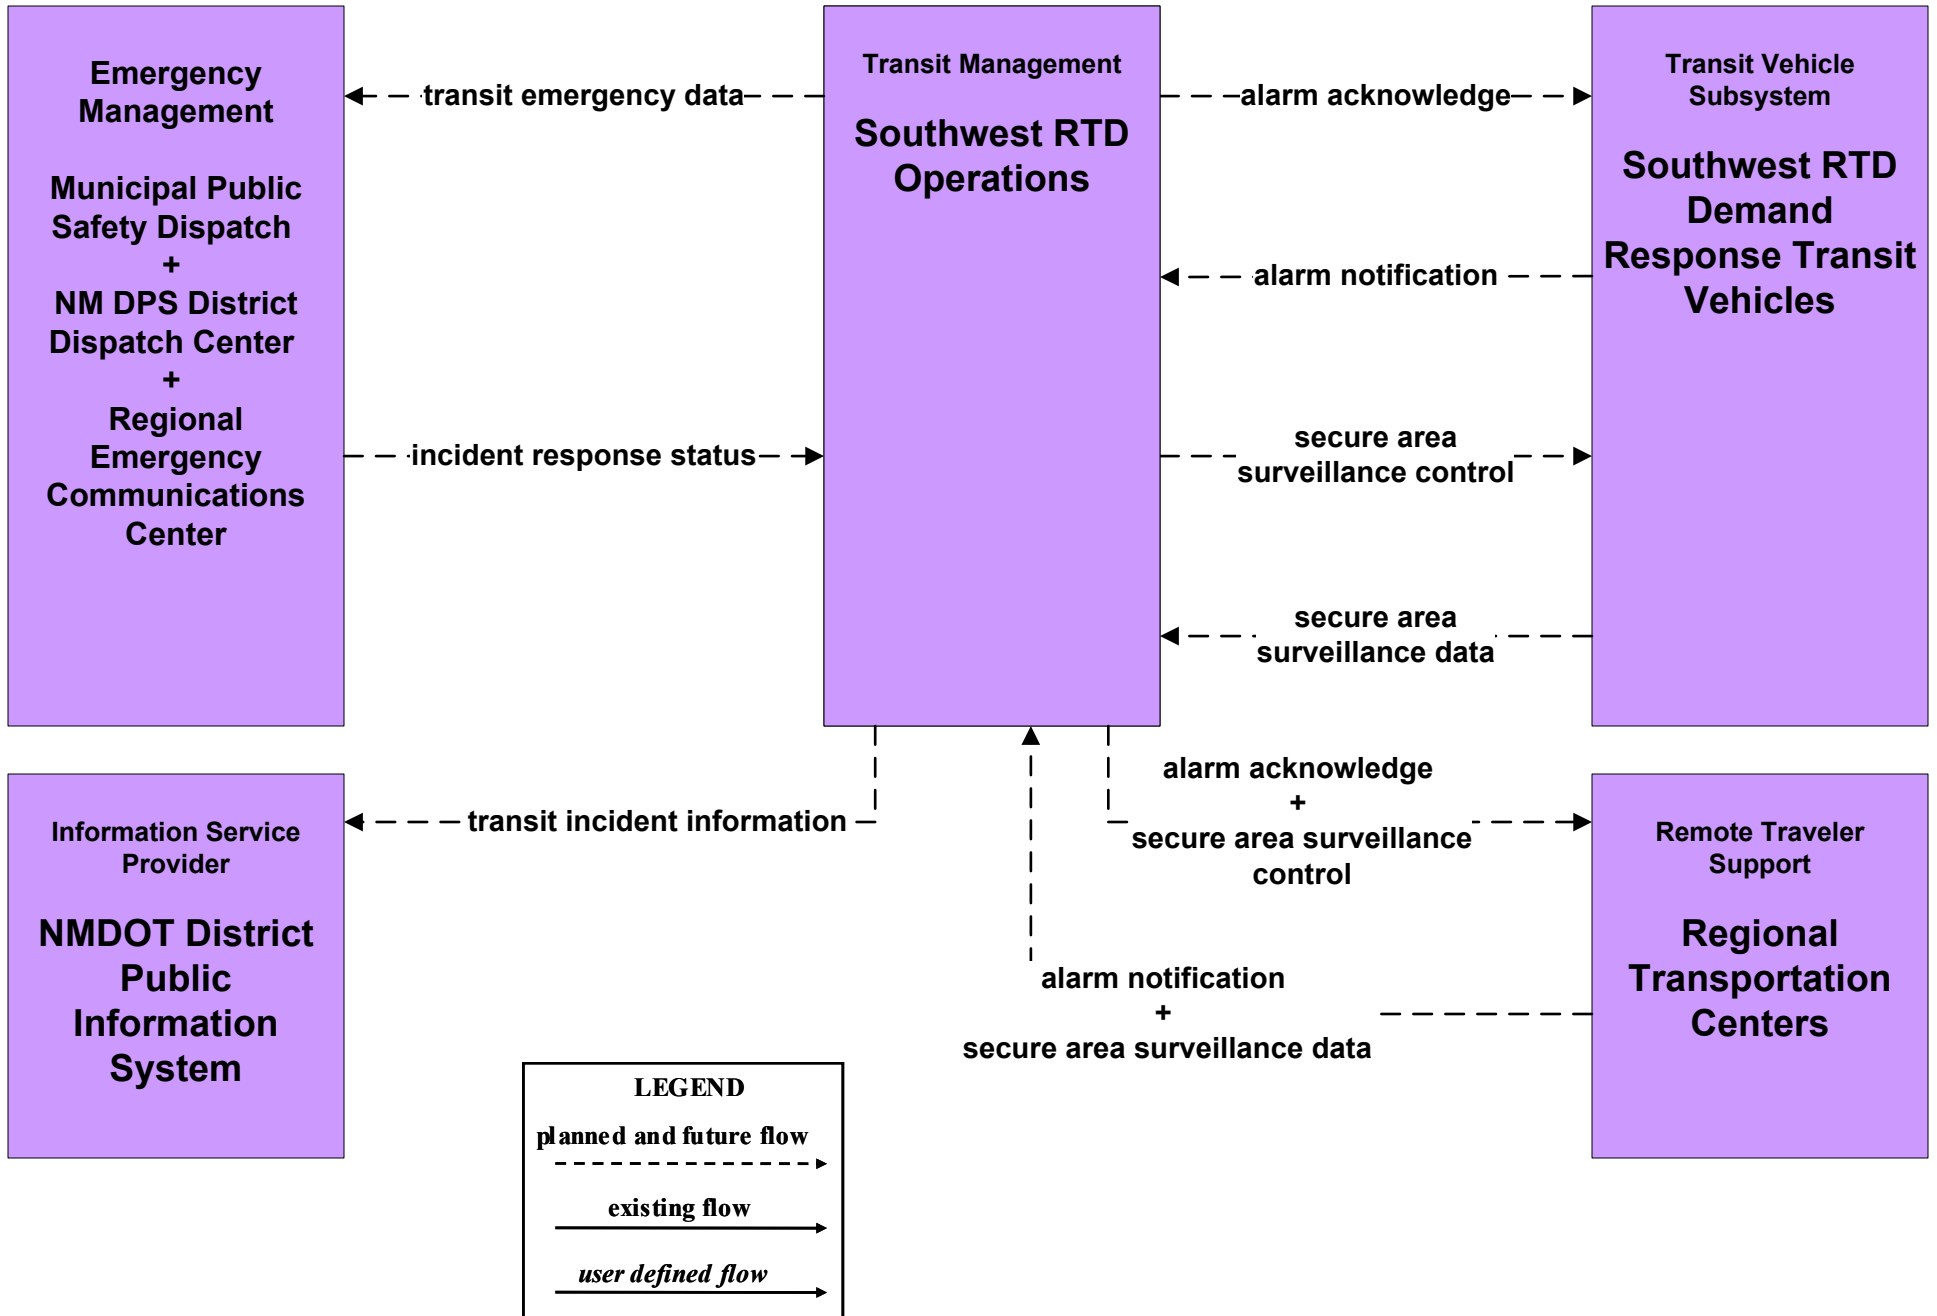 Emergency
Management
Municipal Public
Safety Dispatch
+
NM DPS District
Dispatch Center
+
Regional
Emergency
Communications
Center
transit emergency data
incident response status
Transit Management
Southwest RTD
Operations
alarm acknowledge
alarm notification
secure area
surveillance control
secure area
surveillance data
Transit Vehicle
Subsystem
Southwest RTD
Demand
Response Transit
Vehicles
Information Service
Provider
NMDOT District
Public
Information
System
transit incident information
alarm acknowledge
+
secure area surveillance
control
alarm notification
+
secure area surveillance data
Remote Traveler
Support
Regional
Transportation
Centers
LEGEND
planned and future flow
existing flow
user defined flow